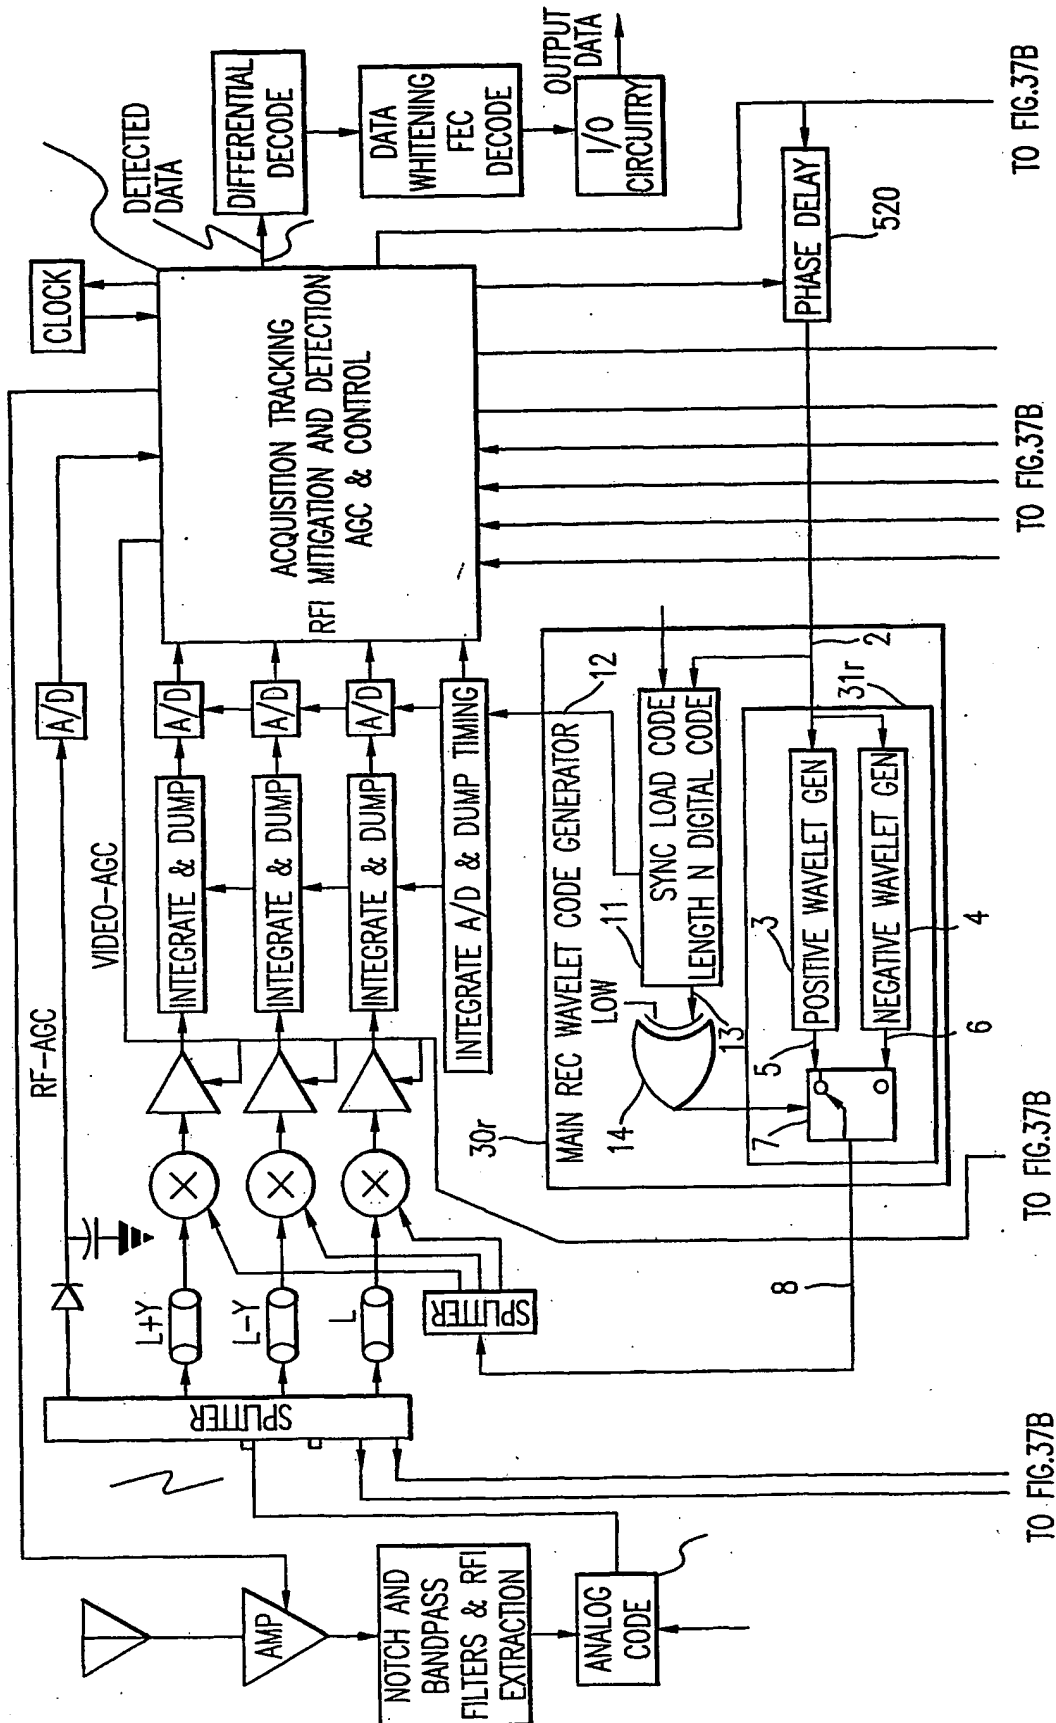 RF-AGC
A/D
CLOCK
DETECTED
DATA
DIFFERENTIAL
DECODE
DATA
WHITENING
FEC
DECODE
OUTPUT
DATA
I/O
CIRCUITRY
VIDEO-AGC
AMP
NOTCH AND
BANDPASS
FILTERS & RFI
EXTRACTION
ANALOG
CODE
SPLITTER
L+Y
L-Y
L
SPLITTER
INTEGRATE & DUMP
INTEGRATE & DUMP
INTEGRATE & DUMP
A/D
A/D
A/D
INTEGRATE A/D & DUMP TIMING
ACQUISITION TRACKING
RFI MITIGATION AND DETECTION
AGC & CONTROL
30r
MAIN REC WAVELET CODE GENERATOR
12
LOW
11
SYNC LOAD CODE
LENGTH N DIGITAL CODE
14
13
2
31r
3
POSITIVE WAVELET GEN
5
7
NEGATIVE WAVELET GEN
4
6
8
PHASE DELAY
520
TO FIG.37B
TO FIG.37B
TO FIG.37B
TO FIG.37B